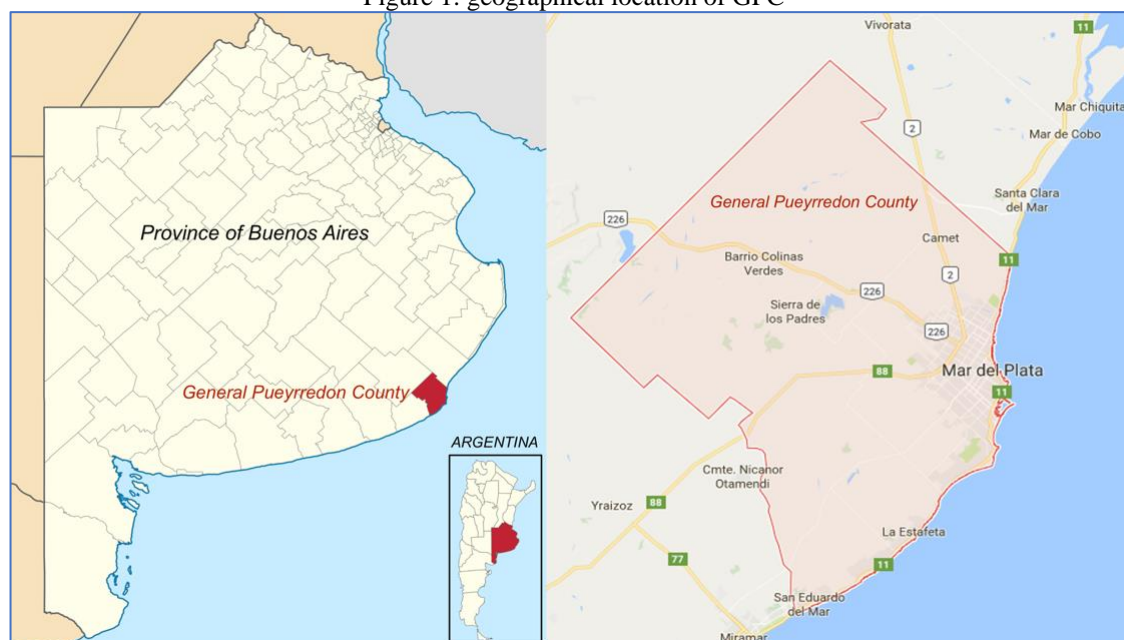 Figure 1: geographical location of GPC
Province of Buenos Aires
General Pueyrredon County
ARGENTINA
Vivorata
11
Mar Chiquita
2
Mar de Cobo
Santa Clara
del Mar
General Pueyrredon County
226
Camet
11
Barrio Colinas
Verdes
2
226
Sierra de
los Padres
226
88
Mar del Plata
11
Cmte. Nicanor
Otamendi
Yraizoz
88
La Estafeta
77
11
San Eduardo
del Mar
Miramar